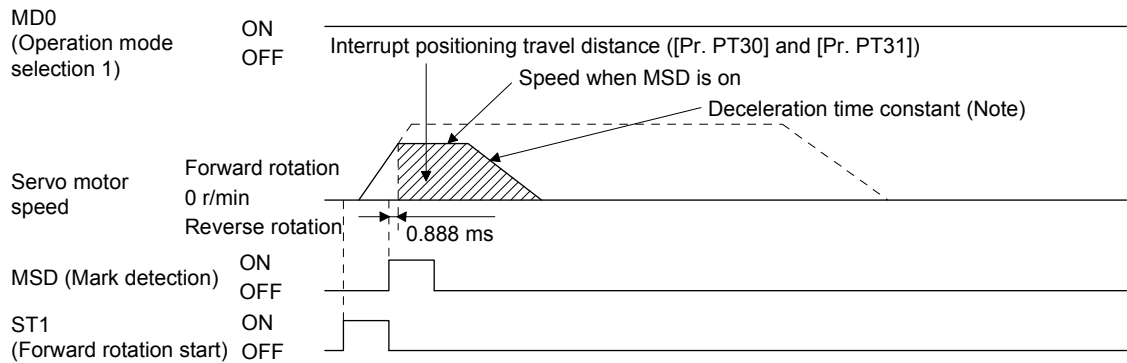 MD0
(Operation mode
selection 1)
ON
OFF
Interrupt positioning travel distance ([Pr. PT30] and [Pr. PT31])
Speed when MSD is on
Deceleration time constant (Note)
Servo motor
speed
Forward rotation
0 r/min
Reverse rotation
0.888 ms
MSD (Mark detection)
ON
OFF
ST1
(Forward rotation start)
ON
OFF